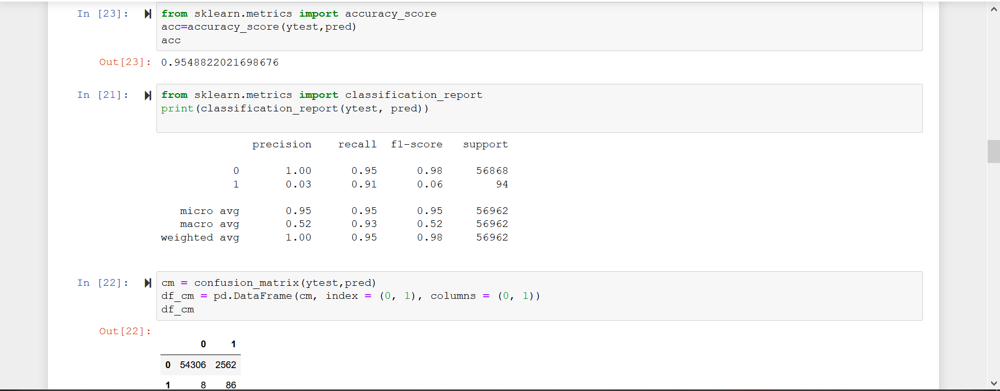 In [23]: from sklearn.metrics import accuracy_score
acc=accuracy_score(ytest,pred)
acc
Out[23]: 0.9548822021698676
In [21]: from sklearn.metrics import classification_report
print(classification_report(ytest, pred))
precision recall f1-score support
0 1.00 0.95 0.98 56868
1 0.03 0.91 0.06 94
micro avg 0.95 0.95 0.95 56962
macro avg 0.52 0.93 0.52 56962
weighted avg 1.00 0.95 0.98 56962
In [22]: cm = confusion_matrix(ytest,pred)
df_cm = pd.DataFrame(cm, index = (0, 1), columns = (0, 1))
df_cm
Out[22]:
0 1
0 54306 2562
1 8 86